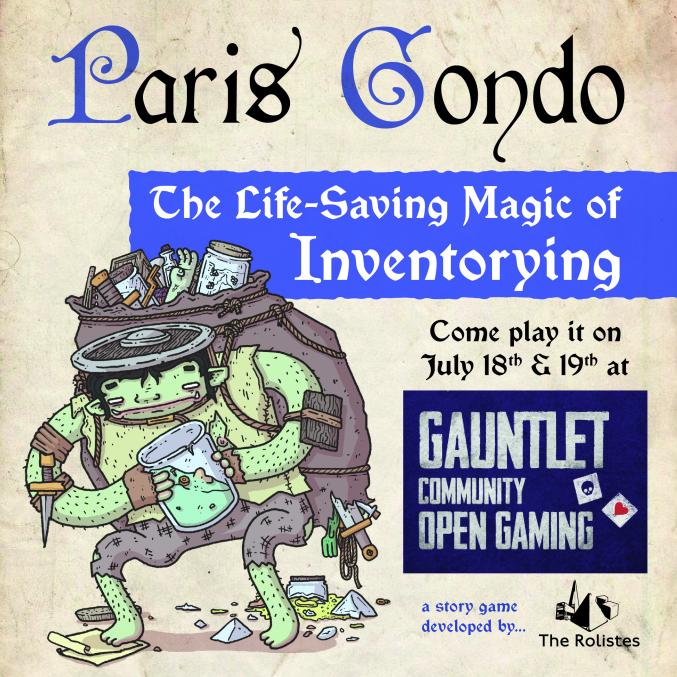 Paris Gondo
The Life-Saving Magic of
Inventorying
Come play it on
July 18th & 19th at
GAUNTLET
COMMUNITY
OPEN GAMING
a story game
developed by...
The Rolistes